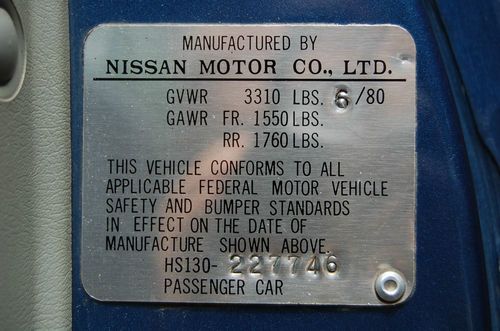 MANUFACTURED BY
NISSAN MOTOR CO., LTD.
GVWR 3310 LBS. 6/80
GAWR FR. 1550 LBS.
RR. 1760 LBS.
THIS VEHICLE CONFORMS TO ALL
APPLICABLE FEDERAL MOTOR VEHICLE
SAFETY AND BUMPER STANDARDS
IN EFFECT ON THE DATE OF
MANUFACTURE SHOWN ABOVE.
HS130-227746
PASSENGER CAR